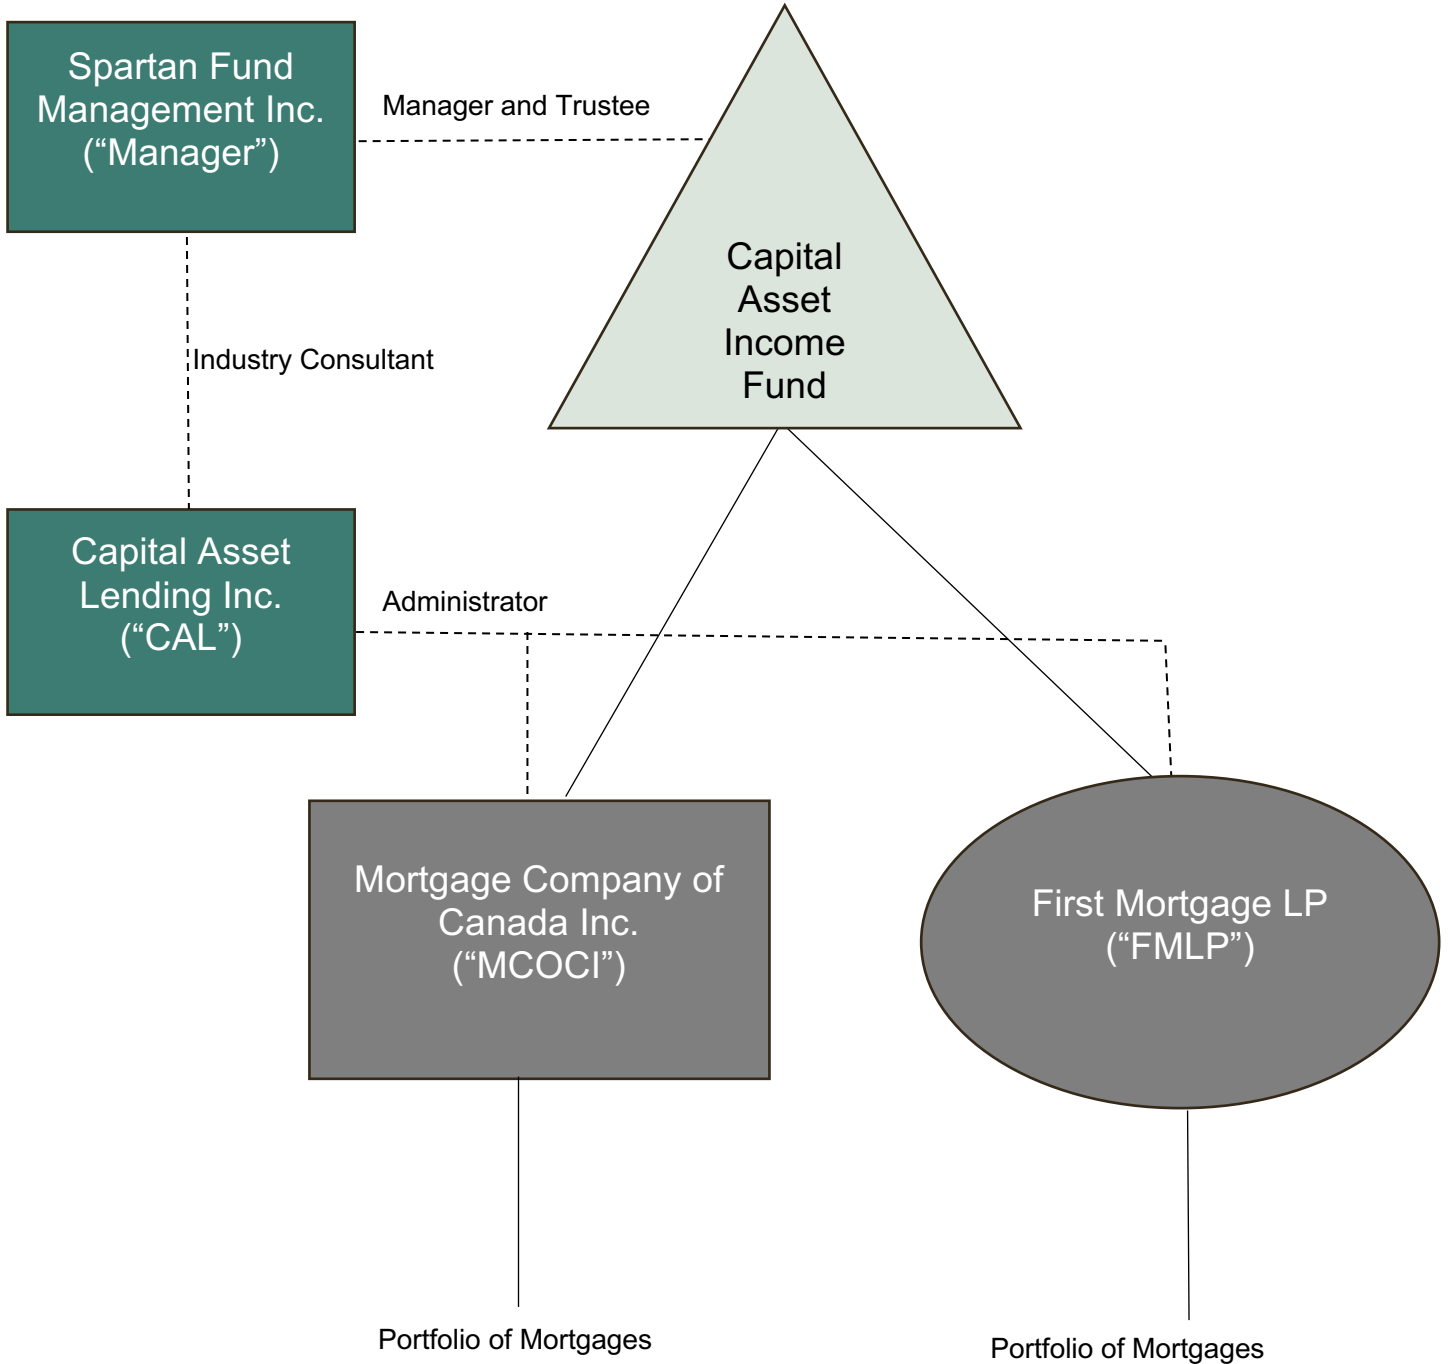 Spartan Fund
Management Inc.
(“Manager”)
Manager and Trustee
Capital
Asset
Income
Fund
Industry Consultant
Capital Asset
Lending Inc.
(“CAL”)
Administrator
Mortgage Company of
Canada Inc.
(“MCOCI”)
First Mortgage LP
(“FMLP”)
Portfolio of Mortgages
Portfolio of Mortgages